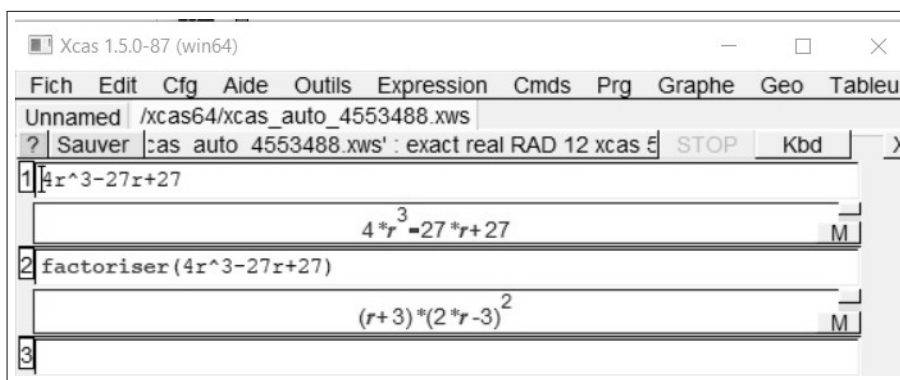 Xcas 1.5.0-87 (win64)
Fich Edit Cfg Aide Outils Expression Cmds Prg Graphe Geo Tableu
Unnamed /xcas64/xcas_auto_4553488.xws
? Sauver cas auto 4553488.xws' : exact real RAD 12 xcas 5 STOP Kbd X
1 4r^3-27r+27
4*r^3-27*r+27
M
2 factoriser(4r^3-27r+27)
(r+3)*(2*r-3)^2
M
3